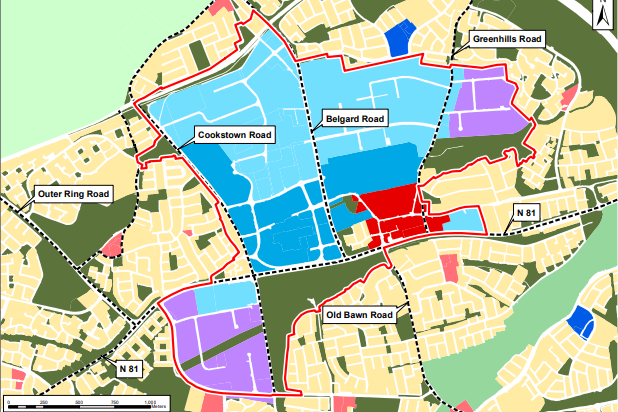 N
Greenhills Road
Belgard Road
Cookstown Road
Outer Ring Road
N 81
Old Bawn Road
N 81
0 250 500 750 1,000
Meters